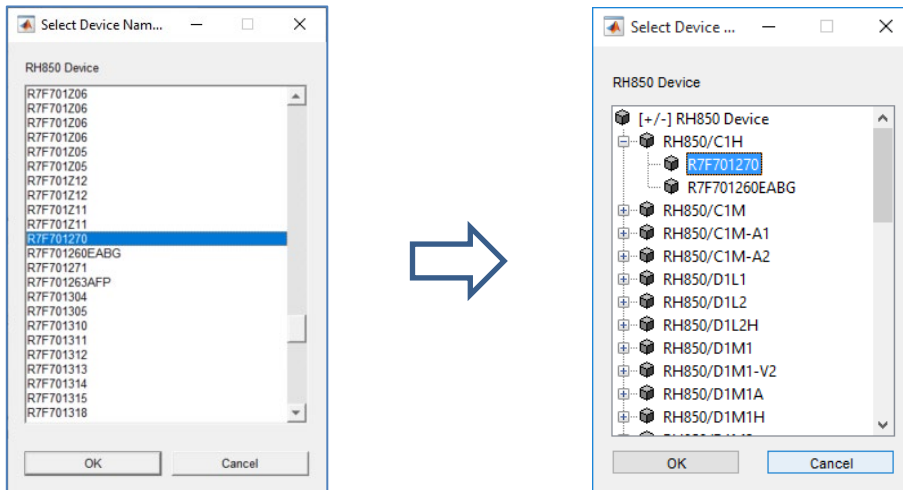 Select Device Nam...
RH850 Device
R7F701Z06
R7F701Z06
R7F701Z06
R7F701Z06
R7F701Z05
R7F701Z05
R7F701Z12
R7F701Z12
R7F701Z11
R7F701Z11
R7F701270
R7F701260EABG
R7F701271
R7F701263AFP
R7F701304
R7F701305
R7F701310
R7F701311
R7F701312
R7F701313
R7F701314
R7F701315
R7F701318
OK Cancel
Select Device ...
RH850 Device
[+/-] RH850 Device
RH850/C1H
R7F701270
R7F701260EABG
RH850/C1M
RH850/C1M-A1
RH850/C1M-A2
RH850/D1L1
RH850/D1L2
RH850/D1L2H
RH850/D1M1
RH850/D1M1-V2
RH850/D1M1A
RH850/D1M1H
OK Cancel